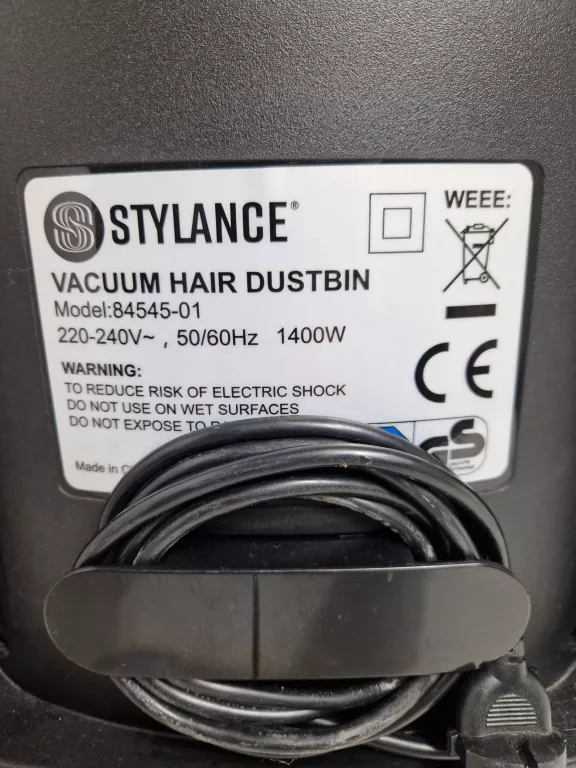 STYLANCE®
WEEE:
VACUUM HAIR DUSTBIN
Model:84545-01
220-240V~ , 50/60Hz 1400W
WARNING:
TO REDUCE RISK OF ELECTRIC SHOCK
DO NOT USE ON WET SURFACES
DO NOT EXPOSE TO
CE
GS
Made in